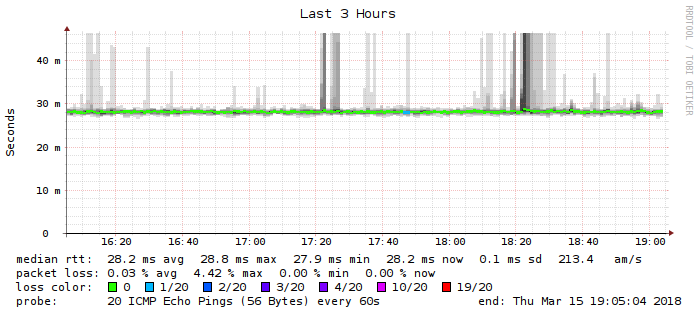 Last 3 Hours
RRDTOOL / TOBI OETIKER
Seconds
40 m
30 m
20 m
10 m
0
16:20 16:40 17:00 17:20 17:40 18:00 18:20 18:40 19:00
median rtt: 28.2 ms avg 28.8 ms max 27.9 ms min 28.2 ms now 0.1 ms sd 213.4 am/s
packet loss: 0.03 % avg 4.42 % max 0.00 % min 0.00 % now
loss color: 0 1/20 2/20 3/20 4/20 10/20 19/20
probe: 20 ICMP Echo Pings (56 Bytes) every 60s end: Thu Mar 15 19:05:04 2018